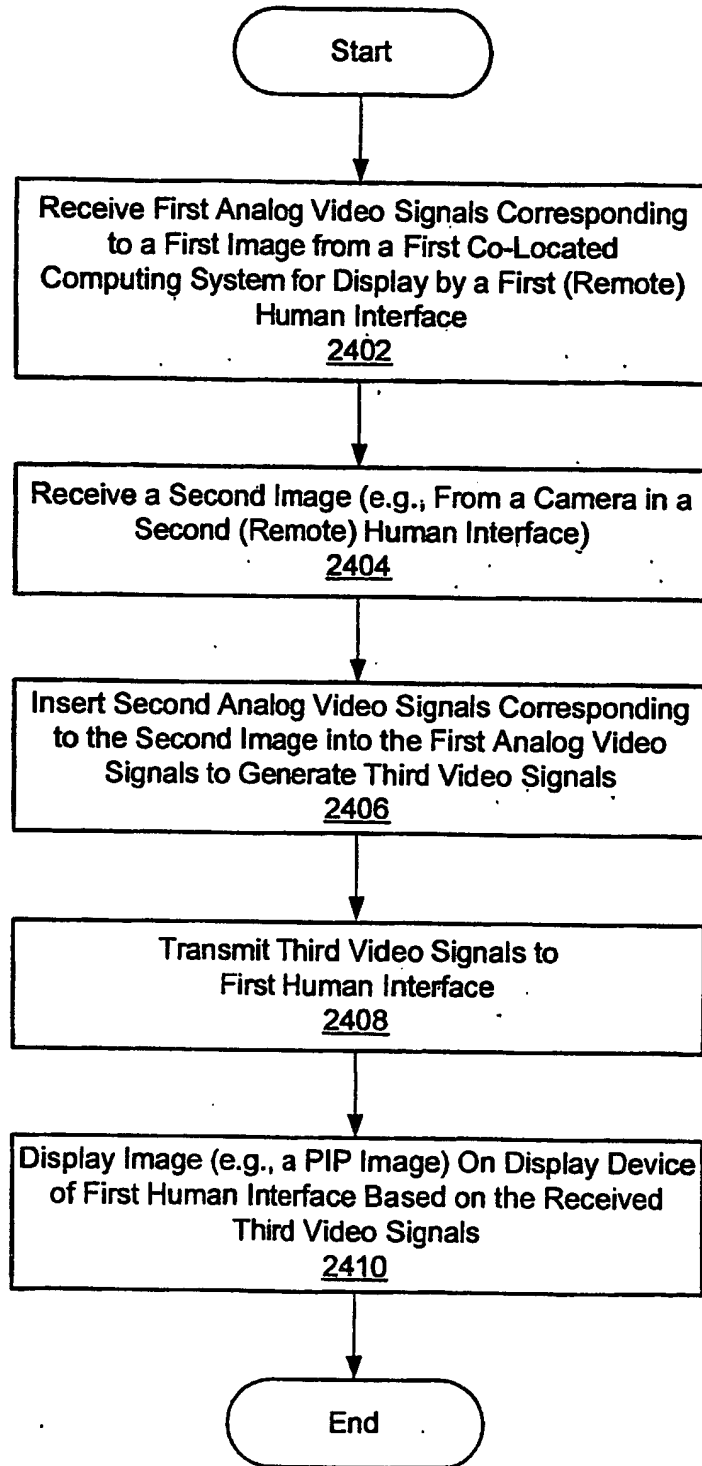 Start
Receive First Analog Video Signals Corresponding
to a First Image from a First Co-Located
Computing System for Display by a First (Remote)
Human Interface
2402
Receive a Second Image (e.g., From a Camera in a
Second (Remote) Human Interface)
2404
Insert Second Analog Video Signals Corresponding
to the Second Image into the First Analog Video
Signals to Generate Third Video Signals
2406
Transmit Third Video Signals to
First Human Interface
2408
Display Image (e.g., a PIP Image) On Display Device
of First Human Interface Based on the Received
Third Video Signals
2410
End